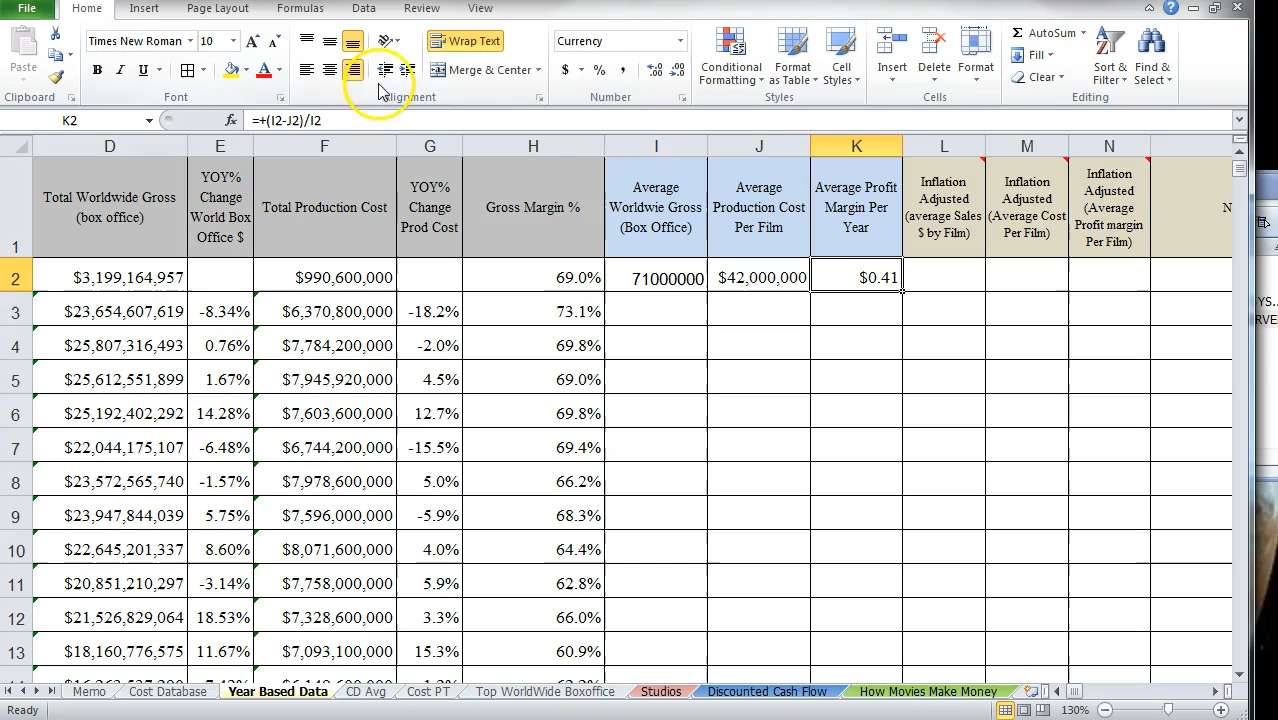 File Home Insert Page Layout Formulas Data Review View
Times New Roman 10 Wrap Text Currency Σ AutoSum
Paste B I U A Merge & Center $ % , Conditional Formatting Format as Table Cell Styles Insert Delete Format Fill Clear Sort & Filter Find & Select
Clipboard Font Alignment Number Styles Cells Editing
K2 fx =+(I2-J2)/I2
D E F G H I J K L M N
1 Total Worldwide Gross (box office) YOY% Change World Box Office $ Total Production Cost YOY% Change Prod Cost Gross Margin % Average Worldwie Gross (Box Office) Average Production Cost Per Film Average Profit Margin Per Year Inflation Adjusted (average Sales $ by Film) Inflation Adjusted (Average Cost Per Film) Inflation Adjusted (Average Profit margin Per Film) N
2 $3,199,164,957 $990,600,000 69.0% 71000000 $42,000,000 $0.41
3 $23,654,607,619 -8.34% $6,370,800,000 -18.2% 73.1%
4 $25,807,316,493 0.76% $7,784,200,000 -2.0% 69.8%
5 $25,612,551,899 1.67% $7,945,920,000 4.5% 69.0%
6 $25,192,402,292 14.28% $7,603,600,000 12.7% 69.8%
7 $22,044,175,107 -6.48% $6,744,200,000 -15.5% 69.4%
8 $23,572,565,740 -1.57% $7,978,600,000 5.0% 66.2%
9 $23,947,844,039 5.75% $7,596,000,000 -5.9% 68.3%
10 $22,645,201,337 8.60% $8,071,600,000 4.0% 64.4%
11 $20,851,210,297 -3.14% $7,758,000,000 5.9% 62.8%
12 $21,526,829,064 18.53% $7,328,600,000 3.3% 66.0%
13 $18,160,776,575 11.67% $7,093,100,000 15.3% 60.9%
Memo Cost Database Year Based Data CD Avg Cost PT Top WorldWide Boxoffice Studios Discounted Cash Flow How Movies Make Money
Ready 130%